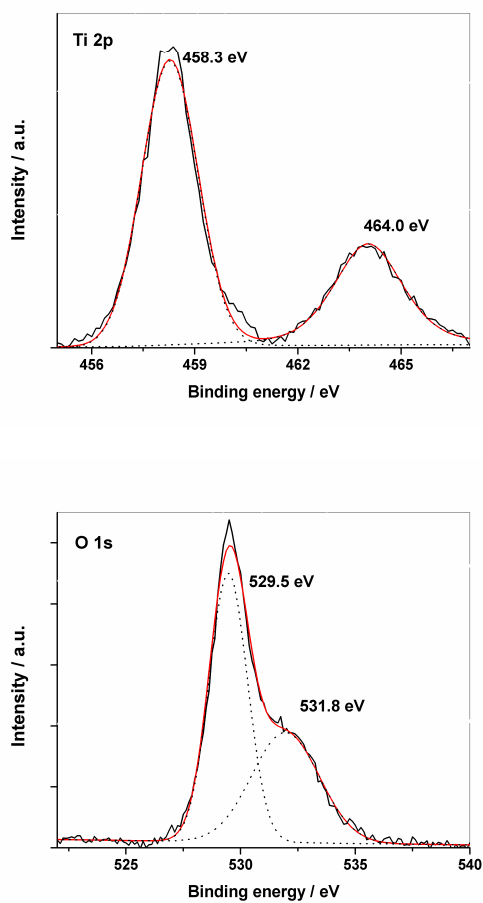 Ti 2p
458.3 eV
464.0 eV
Intensity / a.u.
456 459 462 465
Binding energy / eV
O 1s
529.5 eV
531.8 eV
Intensity / a.u.
525 530 535 540
Binding energy / eV